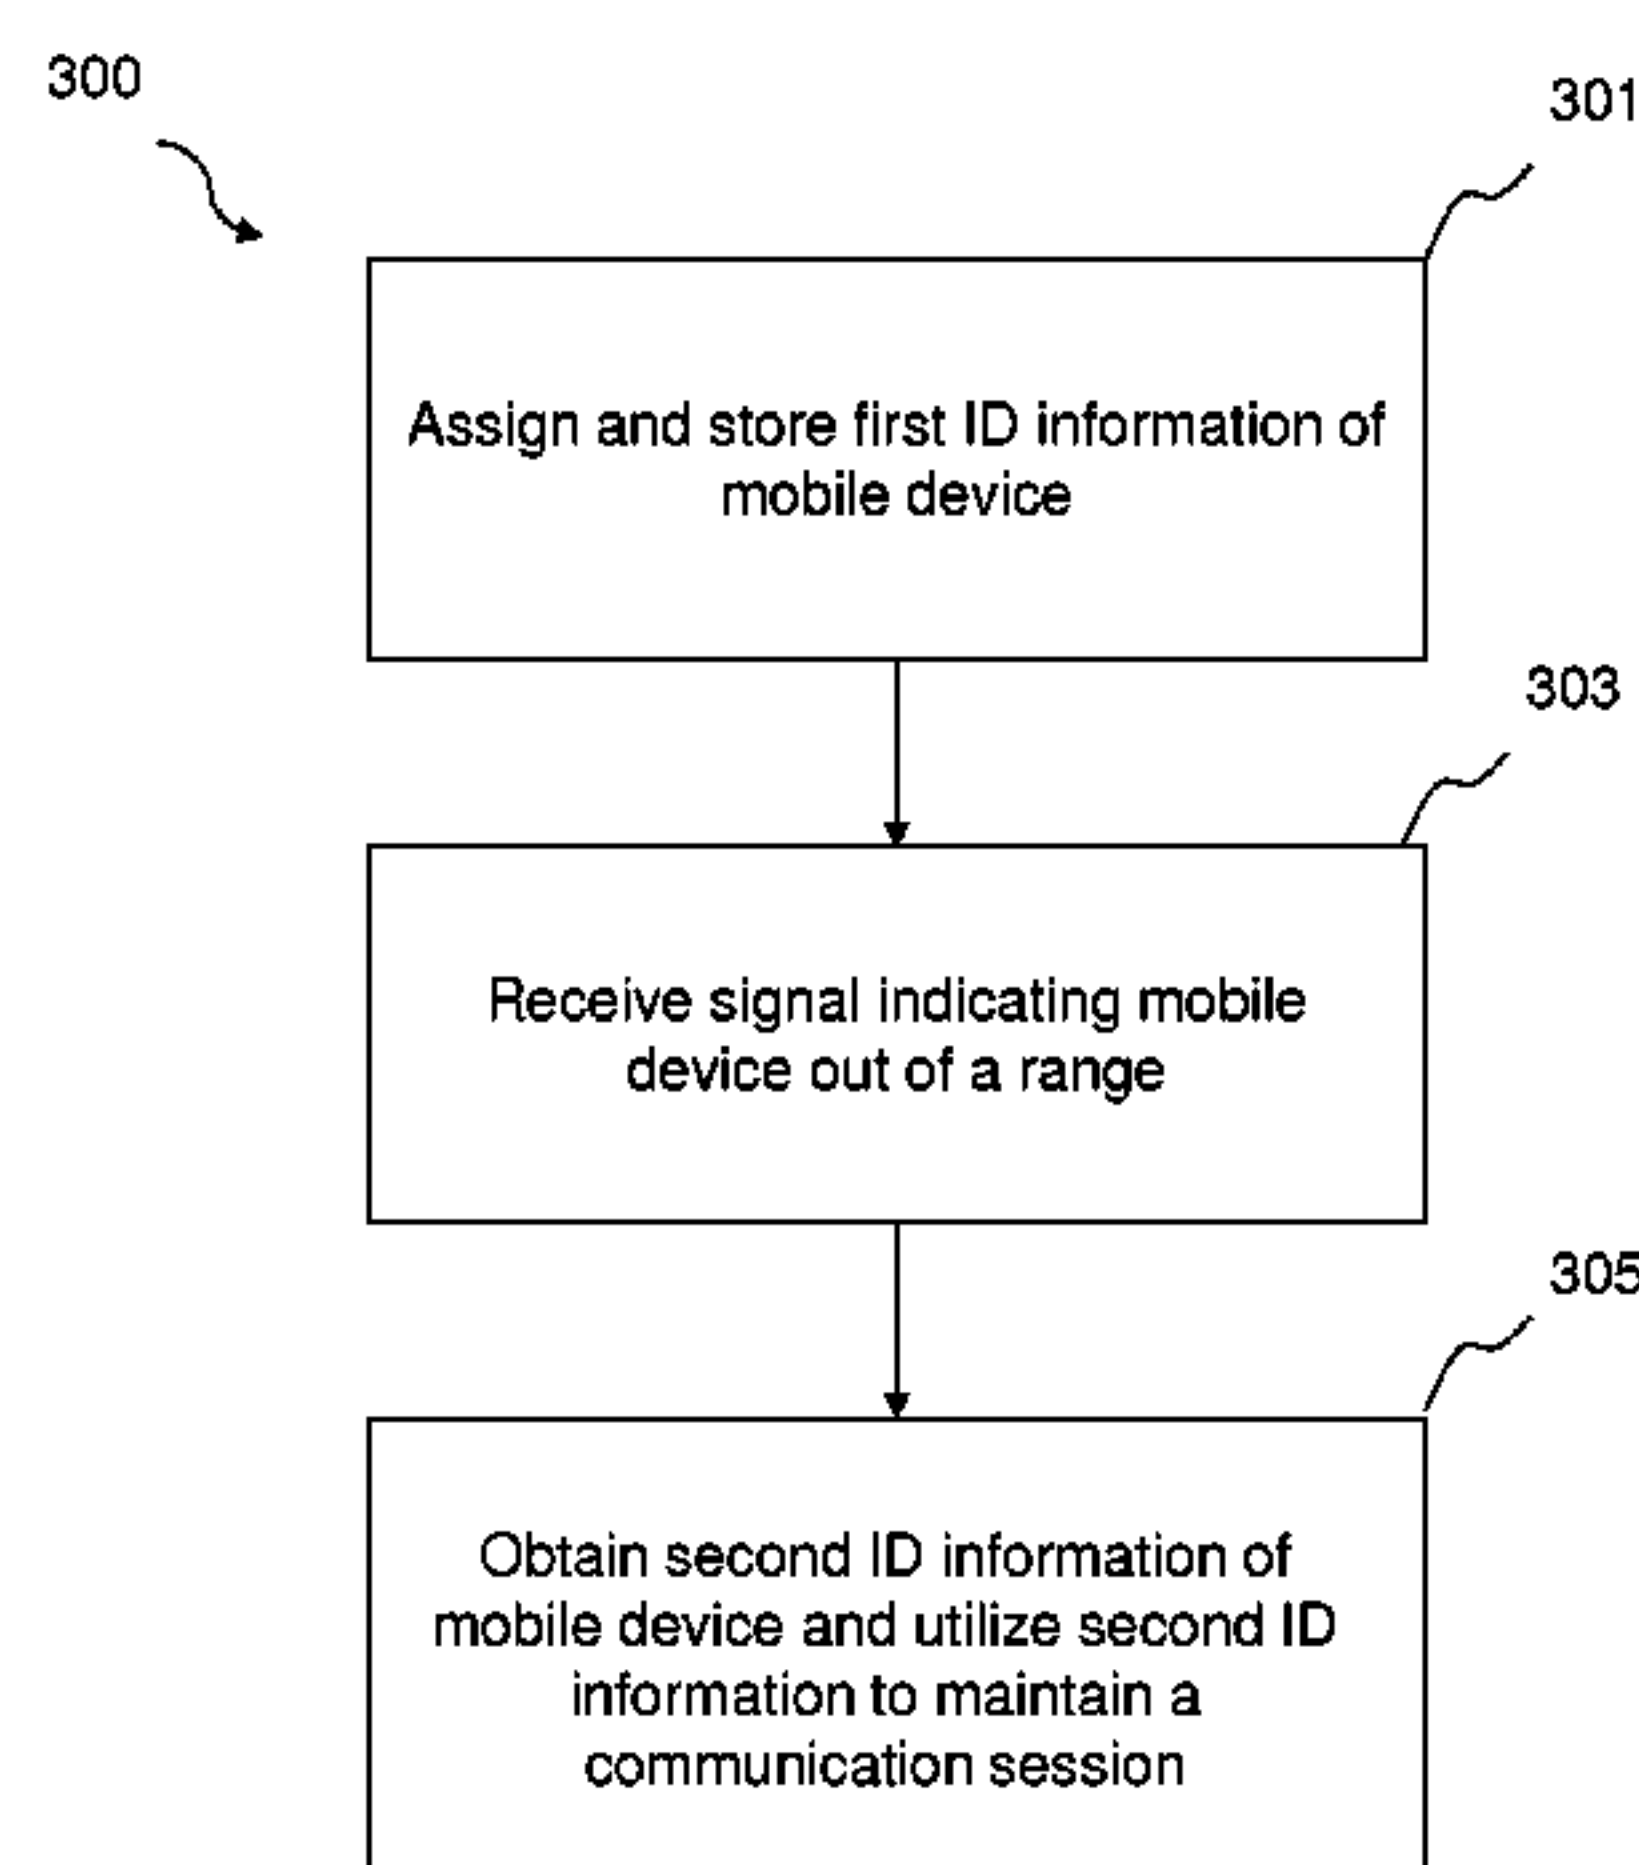 300
301
Assign and store first ID information of
mobile device
303
Receive signal indicating mobile
device out of a range
305
Obtain second ID information of
mobile device and utilize second ID
information to maintain a
communication session